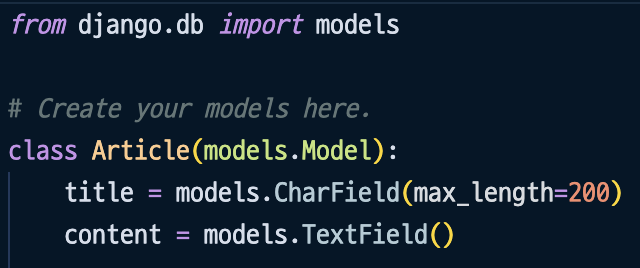 from django.db import models
# Create your models here.
class Article(models.Model):
    title = models.CharField(max_length=200)
    content = models.TextField()